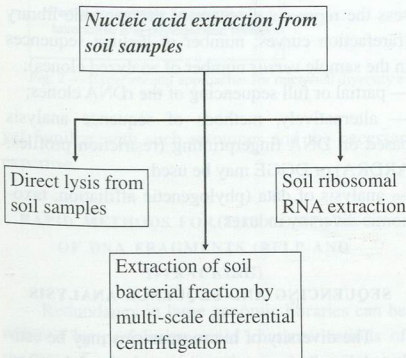 Nucleic acid extraction from
soil samples
Direct lysis from
soil samples
Soil ribosomal
RNA extraction
Extraction of soil
bacterial fraction by
multi-scale differential
centrifugation